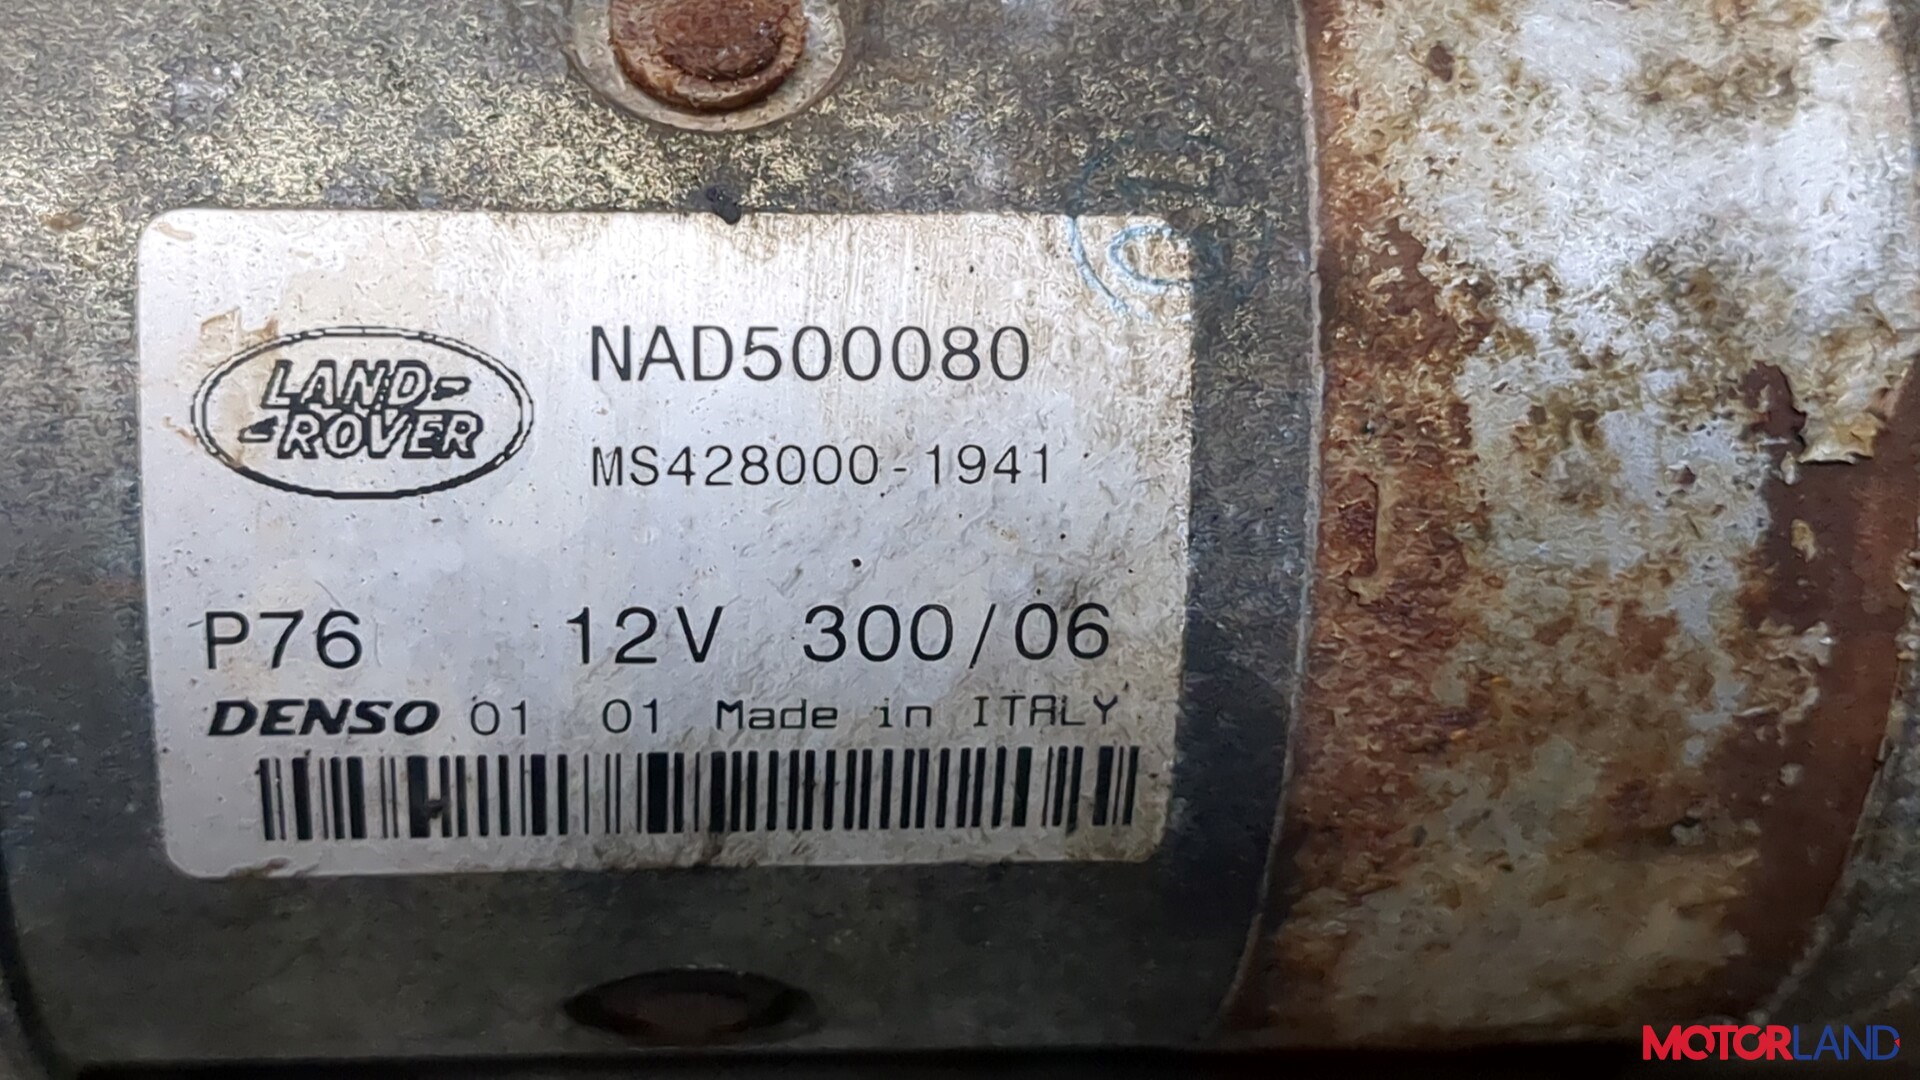 LAND-
-ROVER
NAD500080
MS428000-1941
P76 12V 300/06
DENSO 01 01 Made in ITALY
MOTORLAND